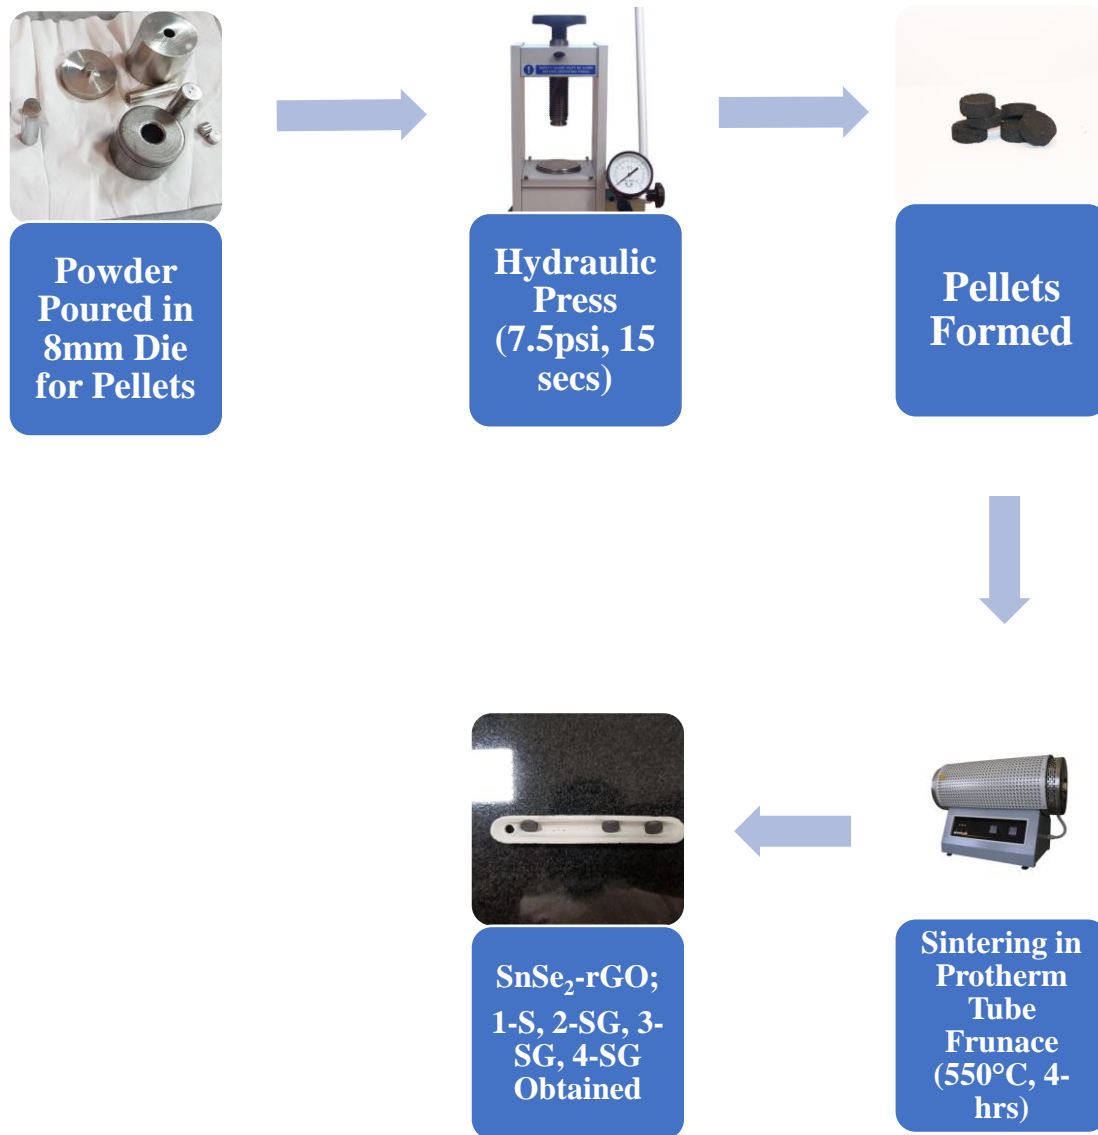 Powder
Poured in
8mm Die
for Pellets
Hydraulic
Press
(7.5psi, 15
secs)
Pellets
Formed
Sintering in
Protherm
Tube
Frunace
(550°C, 4-
hrs)
SnSe₂-rGO;
1-S, 2-SG, 3-
SG, 4-SG
Obtained